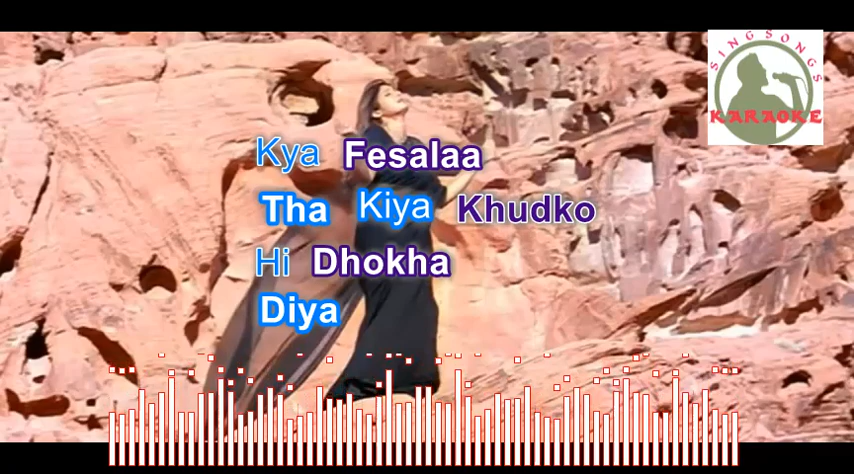 SING SONGS
KARAOKE
Kya Fesalaa
Tha Kiya Khudko
Hi Dhokha
Diya